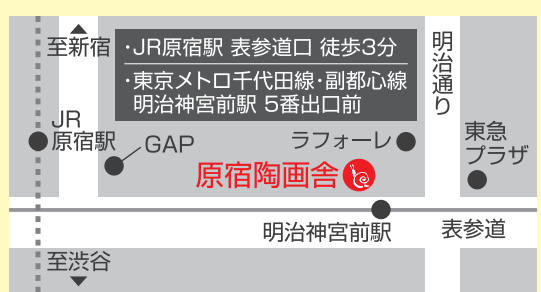 至新宿
・JR原宿駅 表参道口 徒歩3分
・東京メトロ千代田線・副都心線
明治神宮前駅 5番出口前
明治通り
JR
原宿駅
GAP
ラフォーレ
東急
プラザ
原宿陶画舎
明治神宮前駅
表参道
至渋谷